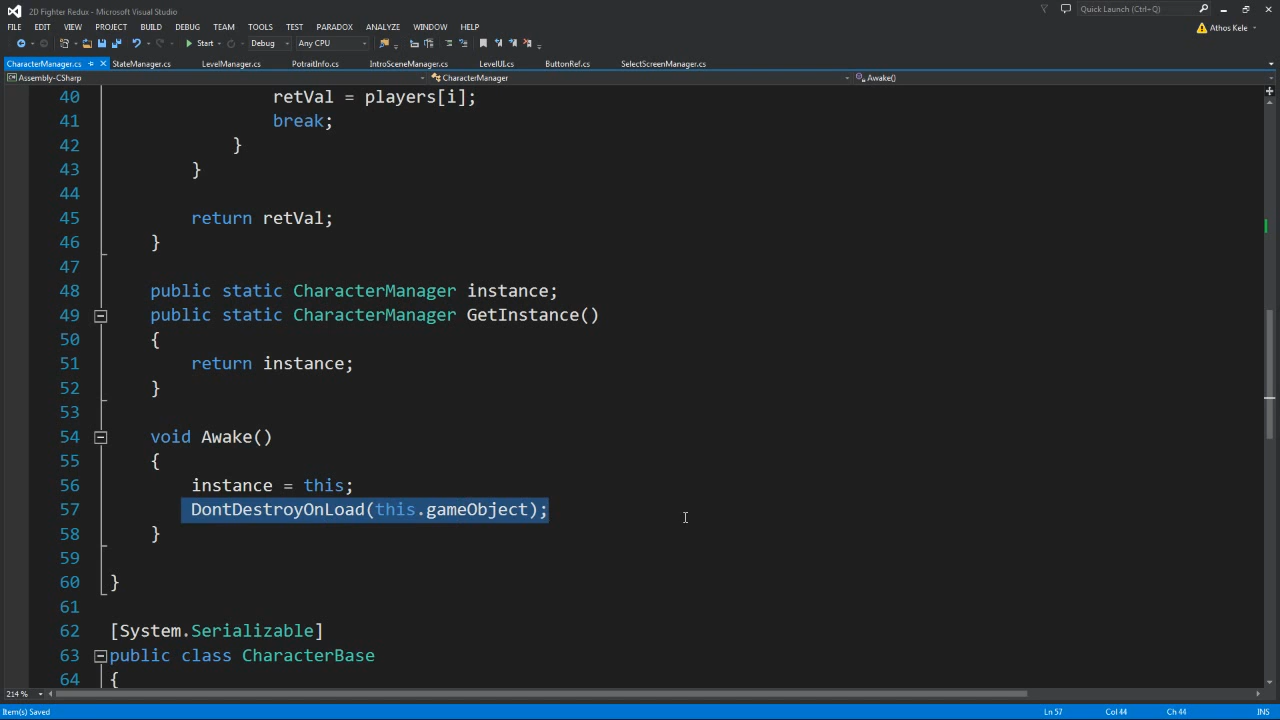 2D Fighter Redux - Microsoft Visual Studio
Quick Launch (Ctrl+Q)
FILE EDIT VIEW PROJECT BUILD DEBUG TEAM TOOLS TEST PARADOX ANALYZE WINDOW HELP
Athos Kele
Start Debug Any CPU
CharacterManager.cs StateManager.cs LevelManager.cs PotraitInfo.cs IntroSceneManager.cs LevelUI.cs ButtonRef.cs SelectScreenManager.cs
Assembly-CSharp CharacterManager Awake()
40 retVal = players[i];
41 break;
42 }
43 }
44
45 return retVal;
46 }
47
48 public static CharacterManager instance;
49 public static CharacterManager GetInstance()
50 {
51 return instance;
52 }
53
54 void Awake()
55 {
56 instance = this;
57 DontDestroyOnLoad(this.gameObject);
58 }
59
60 }
61
62 [System.Serializable]
63 public class CharacterBase
64 {
214 %
Item(s) Saved Ln 57 Col 44 Ch 44 INS